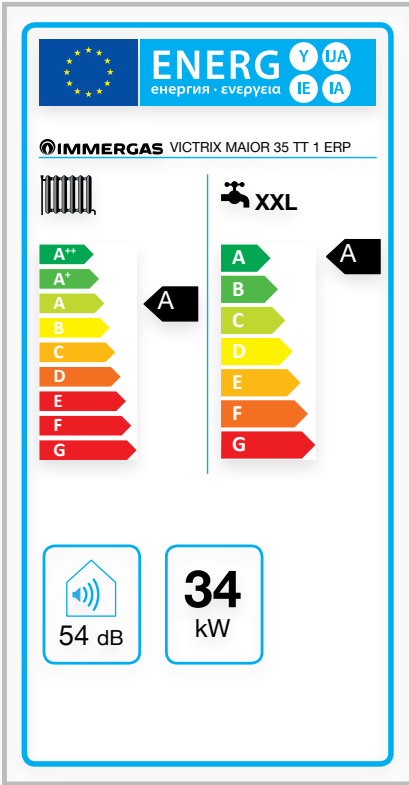 ENERG Y IJA
енергия · ενεργεια IE IA
IMMERGAS VICTRIX MAIOR 35 TT 1 ERP
XXL
A++
A+
A
B
C
D
E
F
G
A
A
B
C
D
E
F
G
A
54 dB
34
kW